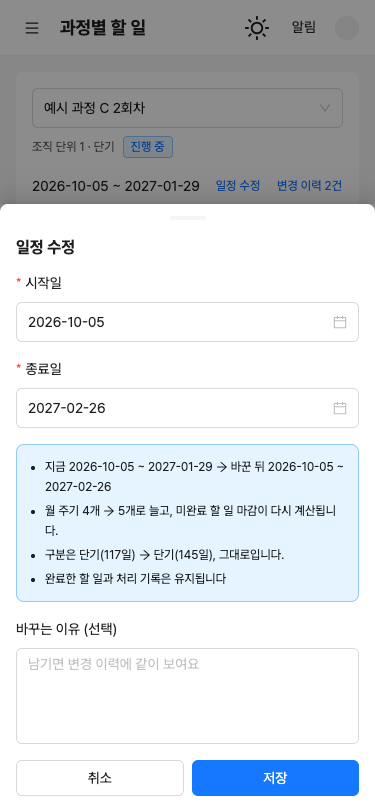 과정별 할 일
알림
예시 과정 C 2회차
조직 단위 1 · 단기 진행 중
2026-10-05 ~ 2027-01-29 일정 수정 변경 이력 2건
일정 수정
* 시작일
2026-10-05
* 종료일
2027-02-26
• 지금 2026-10-05 ~ 2027-01-29 → 바꾼 뒤 2026-10-05 ~
2027-02-26
• 월 주기 4개 → 5개로 늘고, 미완료 할 일 마감이 다시 계산됩니
다.
• 구분은 단기(117일) → 단기(145일), 그대로입니다.
• 완료한 할 일과 처리 기록은 유지됩니다
바꾸는 이유 (선택)
남기면 변경 이력에 같이 보여요
취소
저장